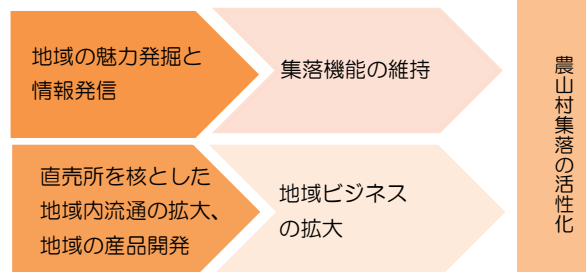 地域の魅力発掘と
情報発信
集落機能の維持
直売所を核とした
地域内流通の拡大、
地域の産品開発
地域ビジネス
の拡大
農山村集落の活性化